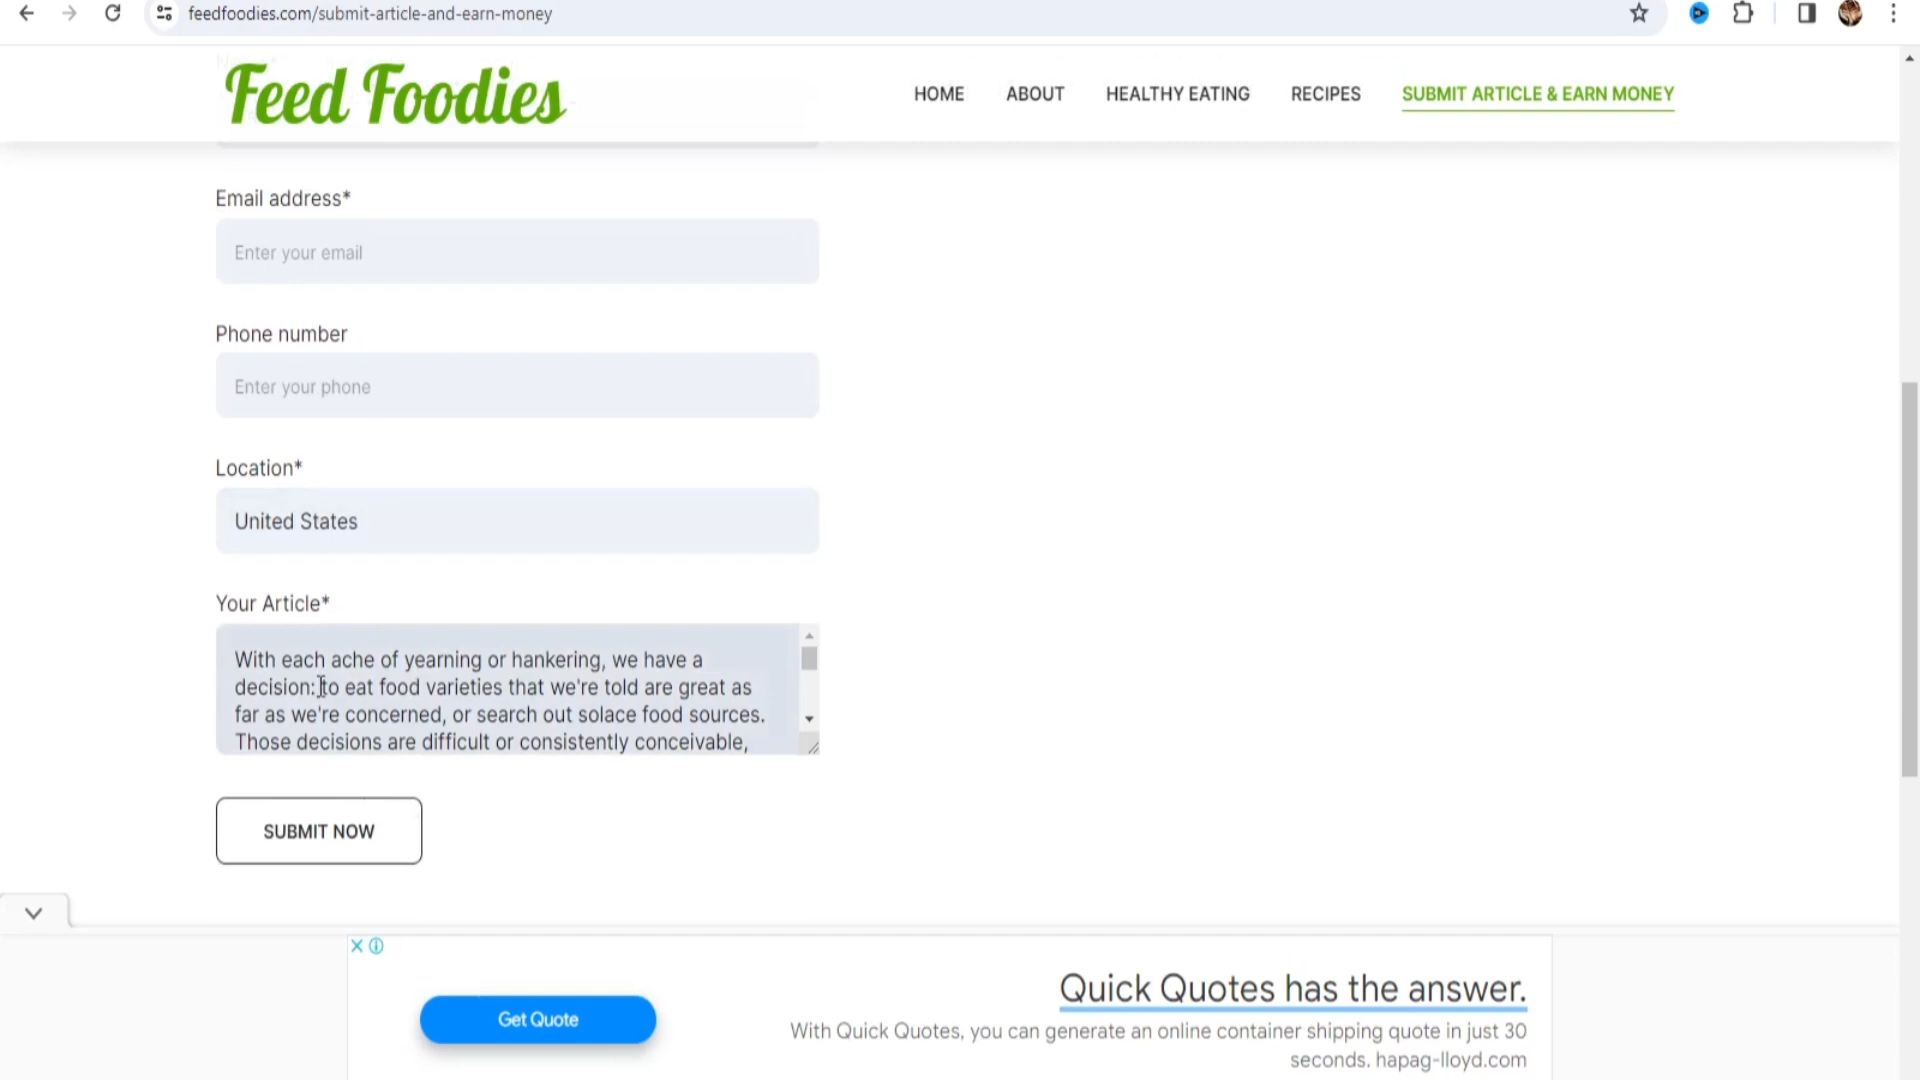 feedfoodies.com/submit-article-and-earn-money
Feed Foodies
HOME ABOUT HEALTHY EATING RECIPES SUBMIT ARTICLE & EARN MONEY
Email address*
Enter your email
Phone number
Enter your phone
Location*
United States
Your Article*
With each ache of yearning or hankering, we have a
decision: to eat food varieties that we're told are great as
far as we're concerned, or search out solace food sources.
Those decisions are difficult or consistently conceivable,
SUBMIT NOW
Get Quote
Quick Quotes has the answer.
With Quick Quotes, you can generate an online container shipping quote in just 30
seconds. hapag-lloyd.com